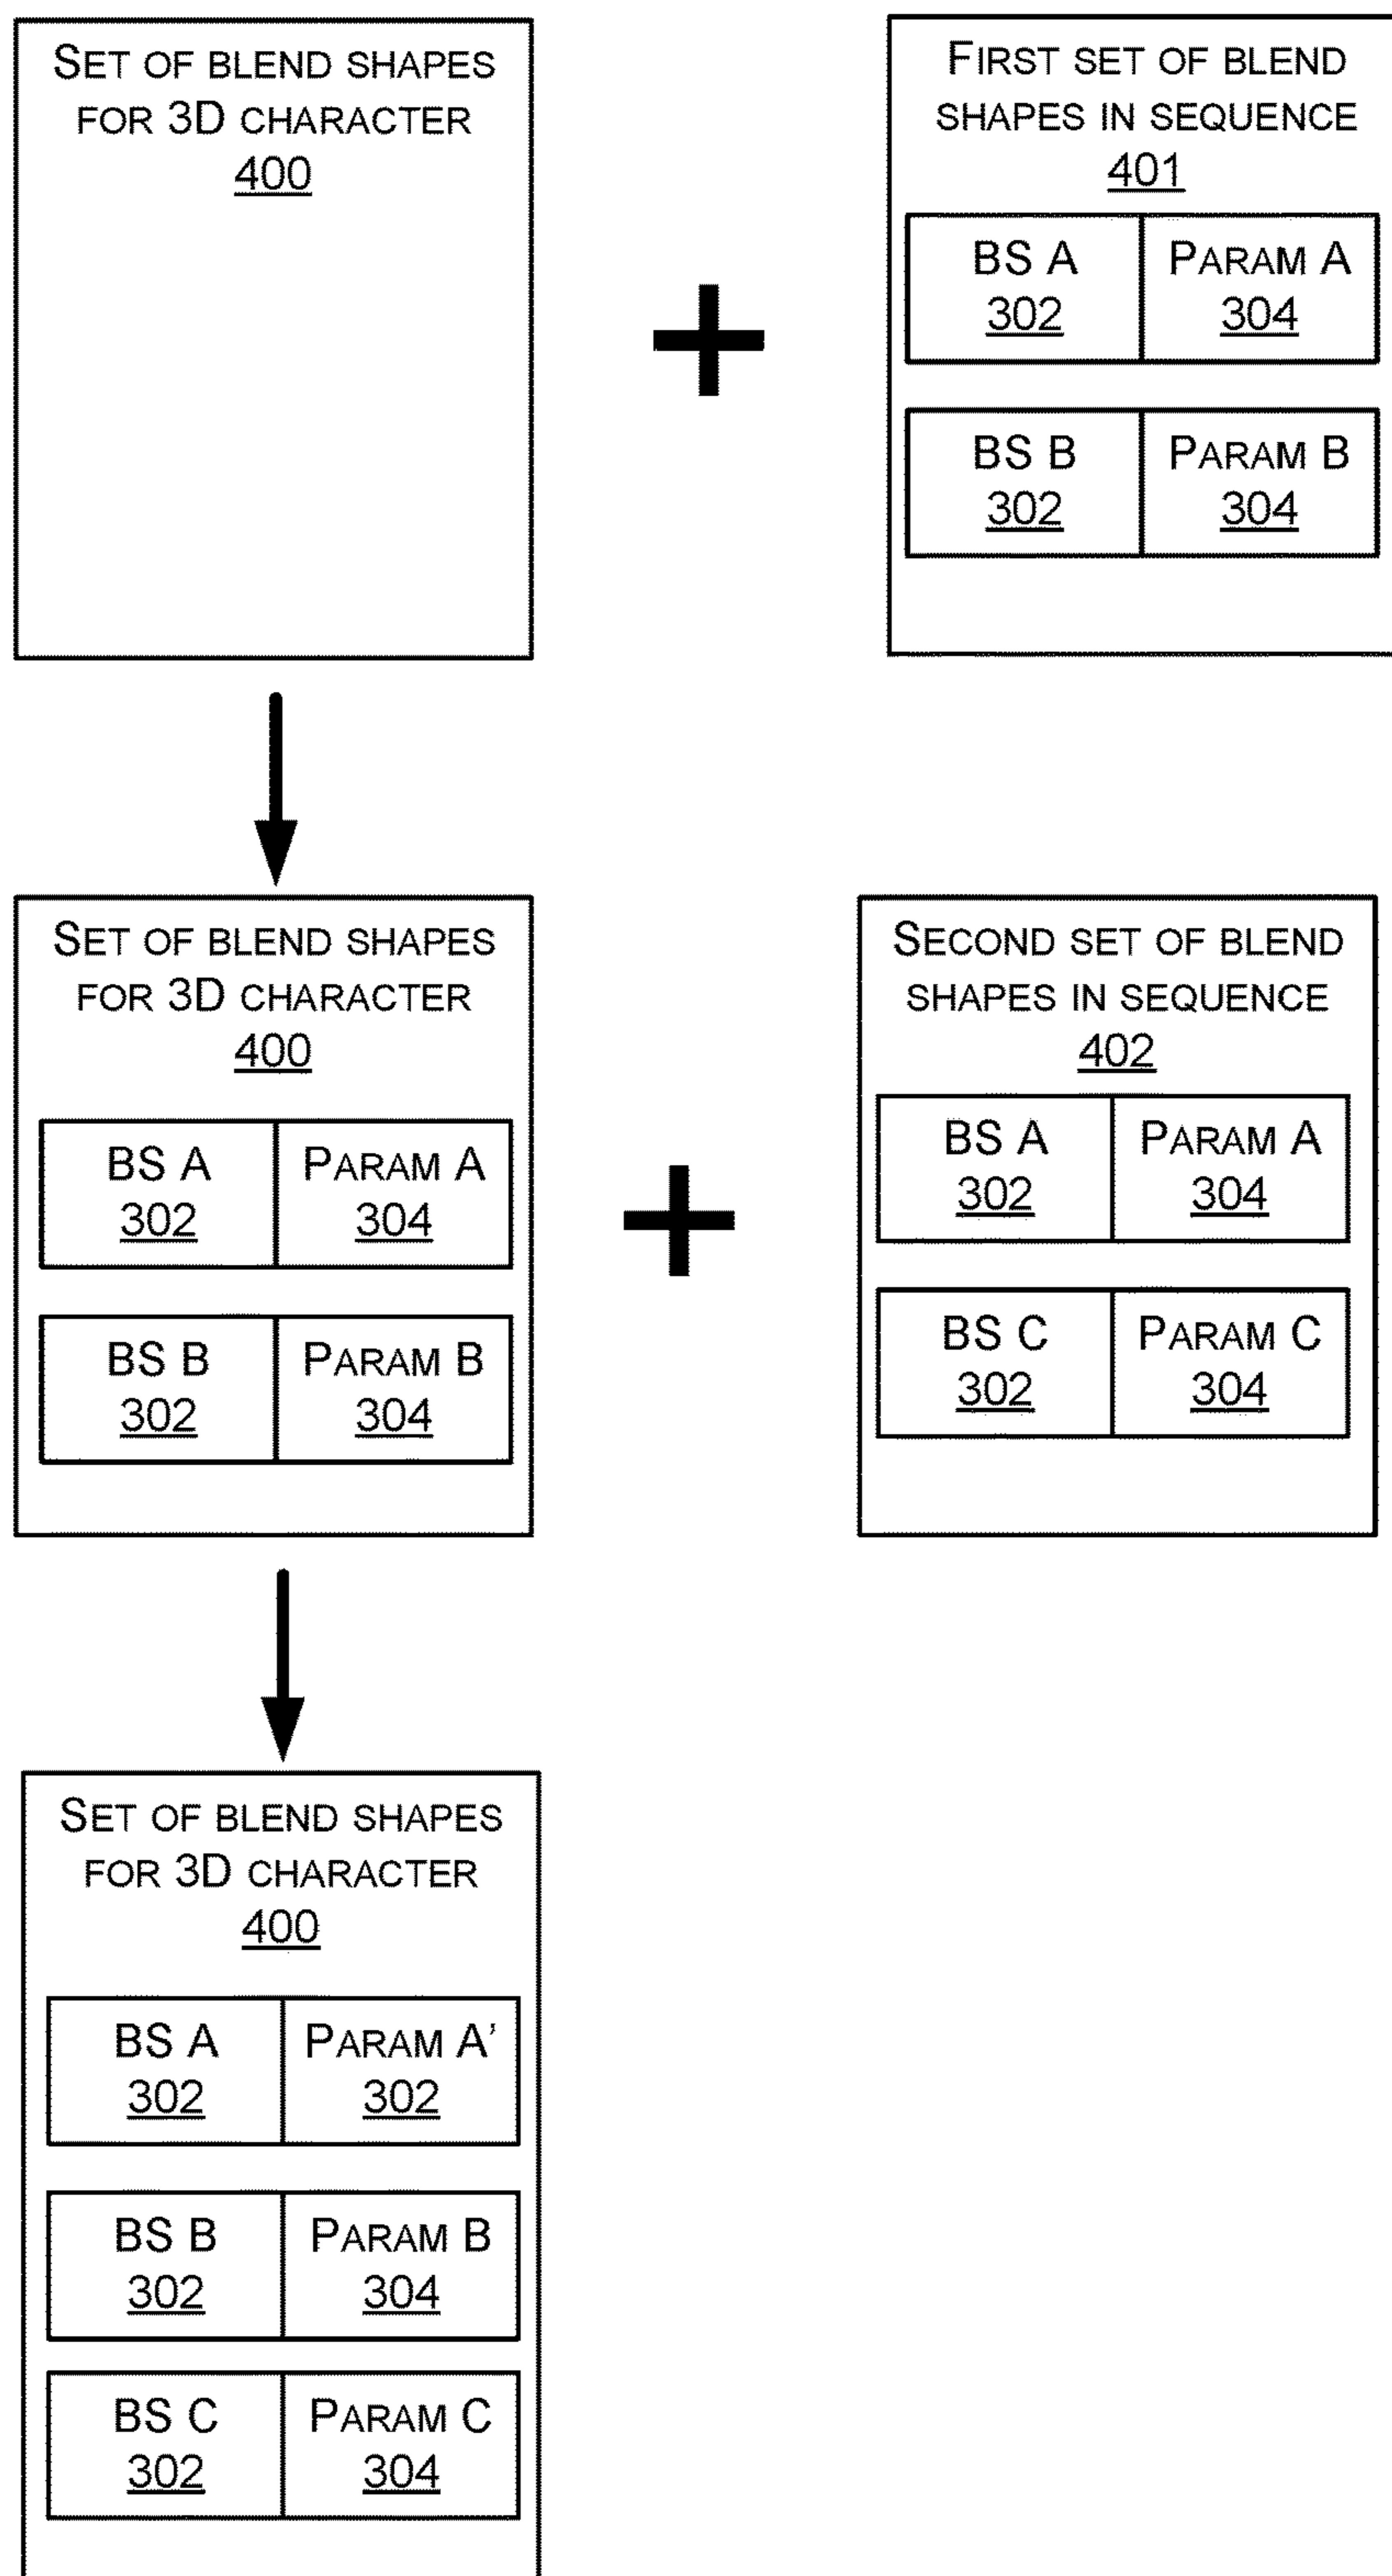 SET OF BLEND SHAPES
FOR 3D CHARACTER
400
FIRST SET OF BLEND
SHAPES IN SEQUENCE
401
BS A
PARAM A
302
304
BS B
PARAM B
302
304
SET OF BLEND SHAPES
FOR 3D CHARACTER
400
BS A
PARAM A
302
304
BS B
PARAM B
302
304
SECOND SET OF BLEND
SHAPES IN SEQUENCE
402
BS A
PARAM A
302
304
BS C
PARAM C
302
304
SET OF BLEND SHAPES
FOR 3D CHARACTER
400
BS A
PARAM A'
302
302
BS B
PARAM B
302
304
BS C
PARAM C
302
304